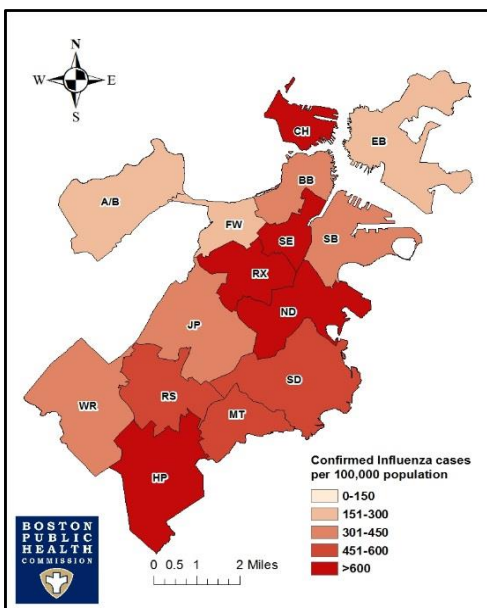 N
W E
S
CH
EB
BB
A/B
FW
SE
SB
RX
ND
JP
SD
RS
WR
MT
HP
Confirmed Influenza cases
per 100,000 population
0-150
151-300
301-450
451-600
>600
BOSTON
PUBLIC
HEALTH
COMMISSION
0 0.5 1 2 Miles